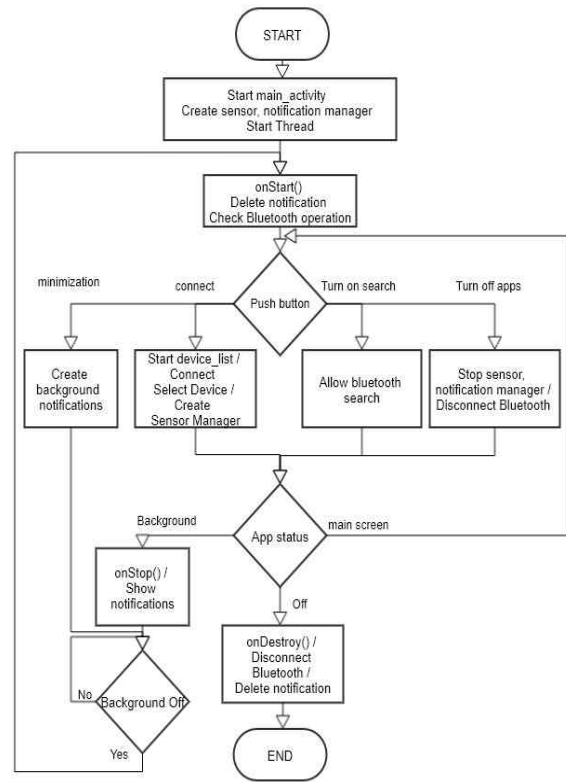 START
Start main_activity
Create sensor, notification manager
Start Thread
onStart()
Delete notification
Check Bluetooth operation
minimization
connect
Push button
Turn on search
Turn off apps
Create
background
notifications
Start device_list /
Connect
Select Device /
Create
Sensor Manager
Allow bluetooth
search
Stop sensor,
notification manager /
Disconnect Bluetooth
Background
App status
main screen
onStop() /
Show
notifications
Off
onDestroy() /
Disconnect
Bluetooth /
Delete notification
No
Background Off
Yes
END